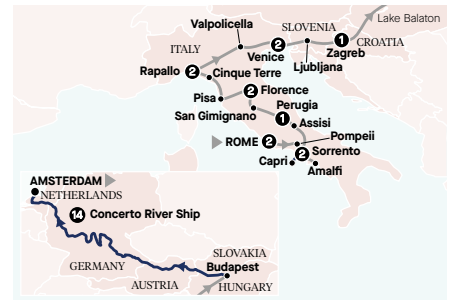 Lake Balaton
Valpolicella
SLOVENIA
ITALY
2
Venice
1
Zagreb
CROATIA
Ljubljana
Rapallo 2
Cinque Terre
2 Florence
Pisa
Perugia
San Gimignano
1
Assisi
Pompeii
ROME 2
2 Sorrento
Capri
Amalfi
AMSTERDAM
NETHERLANDS
14 Concerto River Ship
SLOVAKIA
Budapest
GERMANY
AUSTRIA
HUNGARY